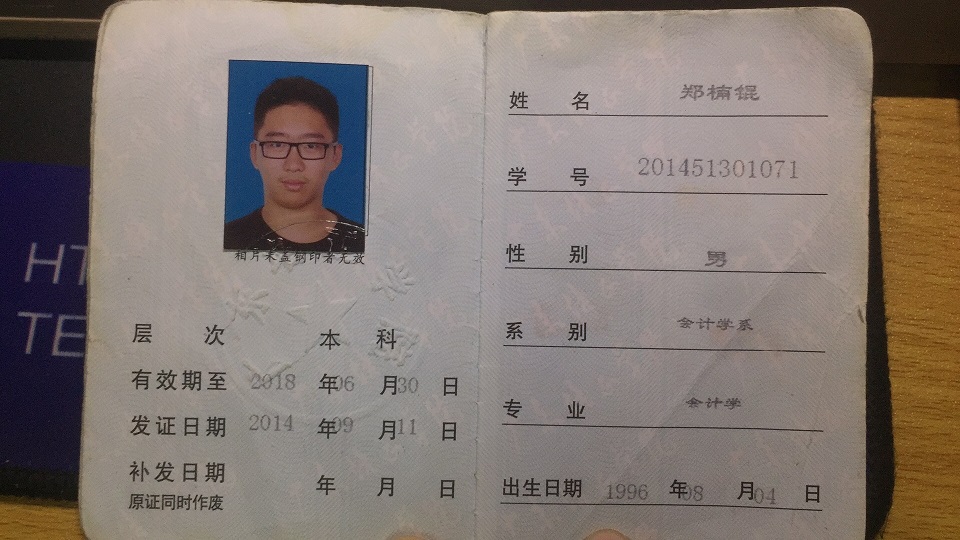 相片未盖钢印者无效
层次 本科
有效期至 2018 年 06 月 30 日
发证日期 2014 年 09 月 11 日
补发日期 年 月 日
原证同时作废
姓名 郑楠锟
学号 201451301071
性别 男
系别 会计学系
专业 会计学
出生日期 1996 年 08 月 04 日
HT
TE